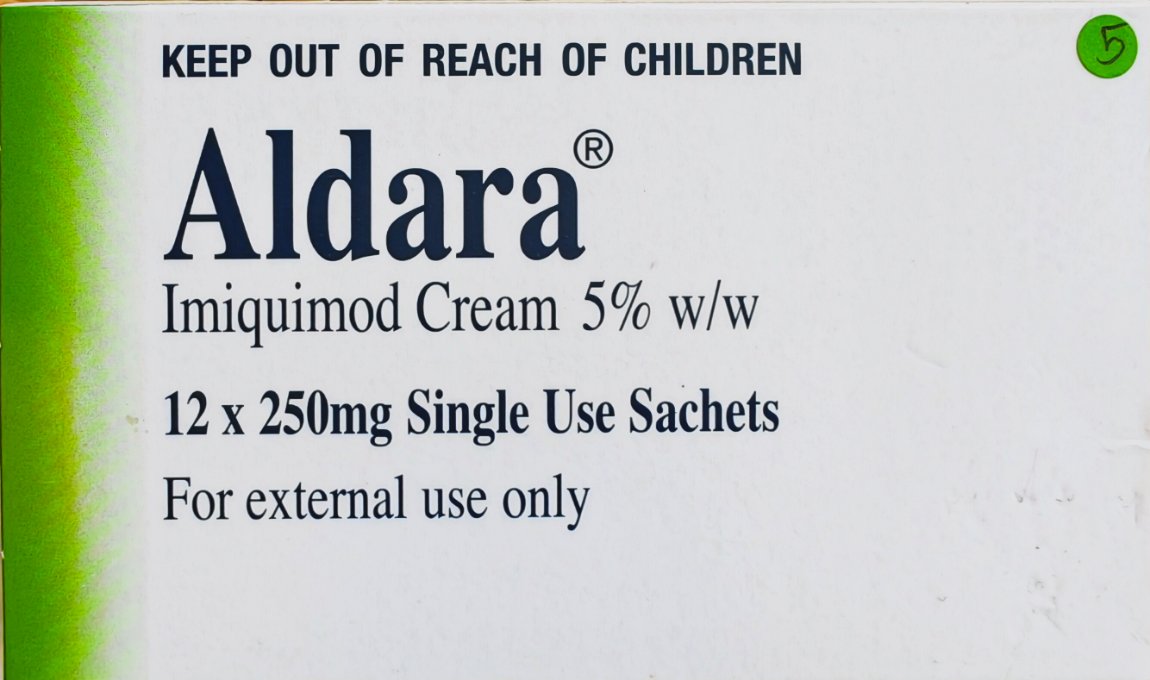 KEEP OUT OF REACH OF CHILDREN
5
Aldara®
Imiquimod Cream 5% w/w
12 x 250mg Single Use Sachets
For external use only